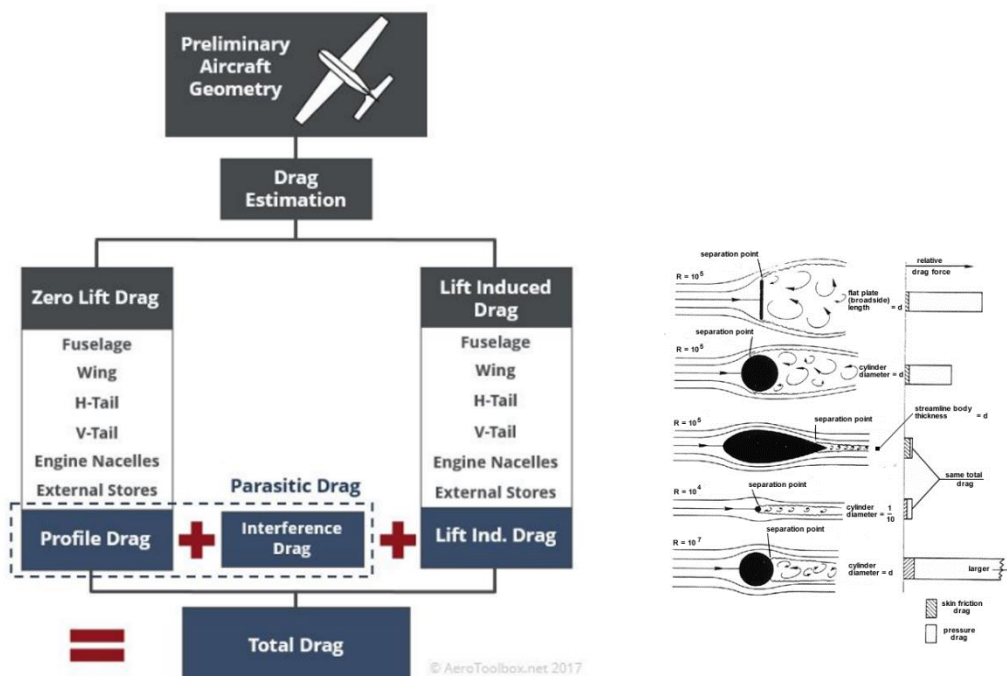 Preliminary
Aircraft
Geometry
Drag
Estimation
Zero Lift Drag
Fuselage
Wing
H-Tail
V-Tail
Engine Nacelles
External Stores
Lift Induced
Drag
Fuselage
Wing
H-Tail
V-Tail
Engine Nacelles
External Stores
Parasitic Drag
Profile Drag
+
Interference
Drag
+
Lift Ind. Drag
=
Total Drag
© AeroToolbox.net 2017
relative
drag force
separation point
R = 10⁵
flat plate
(broadside)
length = d
separation point
R = 10⁵
cylinder
diameter = d
R = 10⁵
separation point
streamline body
thickness = d
same total
drag
R = 10⁴
separation point
cylinder
diameter = 1/10
R = 10⁷
separation point
cylinder
diameter = d
larger
skin friction
drag
pressure
drag